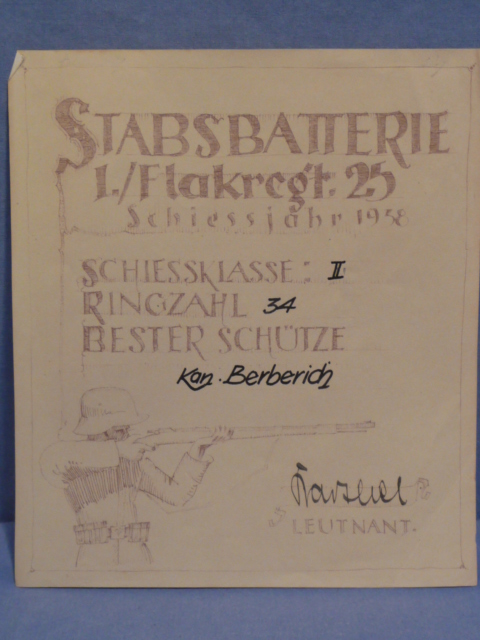 STABSBATTERIE
I./Flakregt. 25
Schiessjahr 1938
SCHIESSKLASSE: II
RINGZAHL 34
BESTER SCHÜTZE
Kan. Berberich
LEUTNANT.